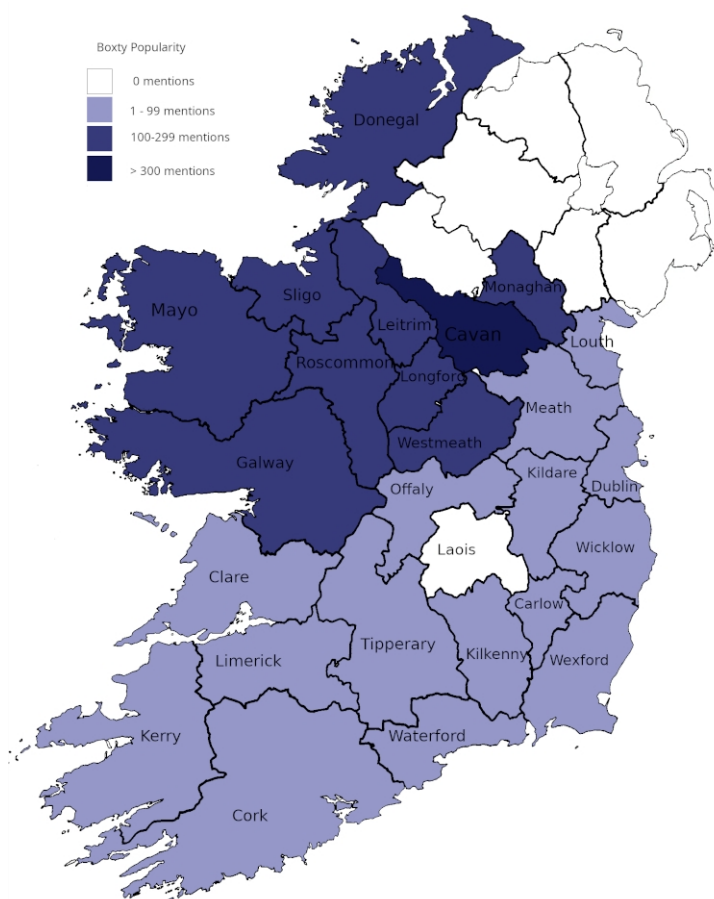 Boxty Popularity
0 mentions
1 - 99 mentions
100-299 mentions
> 300 mentions
Donegal
Monaghan
Sligo
Mayo
Leitrim
Cavan
Louth
Roscommon
Longford
Meath
Westmeath
Galway
Kildare
Offaly
Dublin
Laois
Wicklow
Clare
Carlow
Tipperary
Kilkenny
Limerick
Wexford
Kerry
Waterford
Cork